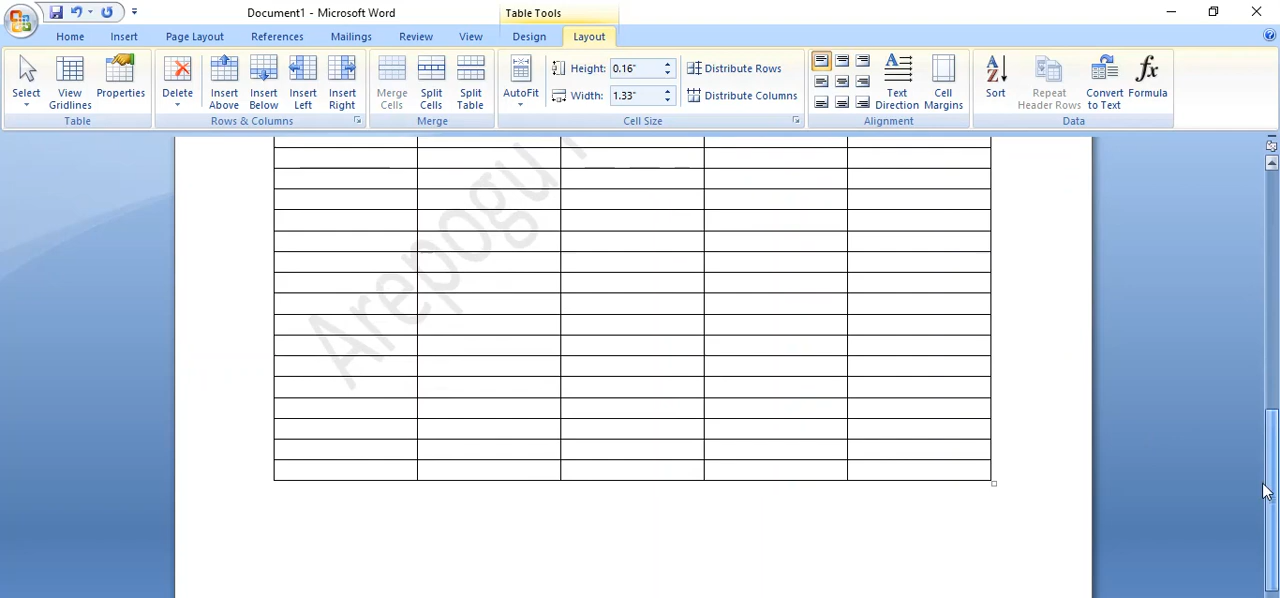 Document1 - Microsoft Word
Table Tools
Home
Insert
Page Layout
References
Mailings
Review
View
Design
Layout
Select
View Gridlines
Properties
Table
Delete
Insert Above
Insert Below
Insert Left
Insert Right
Rows & Columns
Merge Cells
Split Cells
Split Table
Merge
AutoFit
Height: 0.16"
Width: 1.33"
Distribute Rows
Distribute Columns
Cell Size
Text Direction
Cell Margins
Alignment
Sort
Repeat Header Rows
Convert to Text
Formula
Data
Arepogu